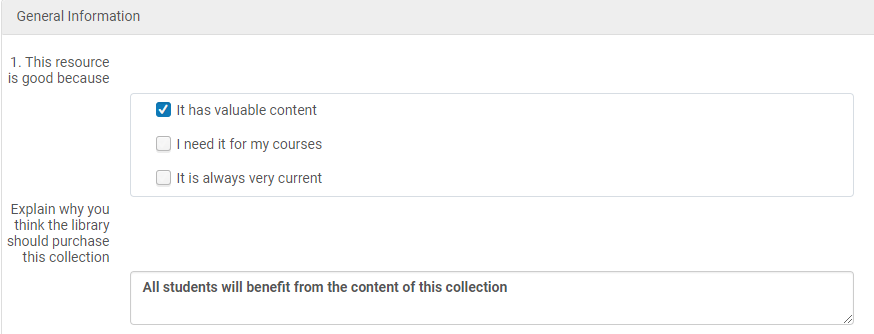 General Information
1. This resource
is good because
It has valuable content
I need it for my courses
It is always very current
Explain why you
think the library
should purchase
this collection
All students will benefit from the content of this collection